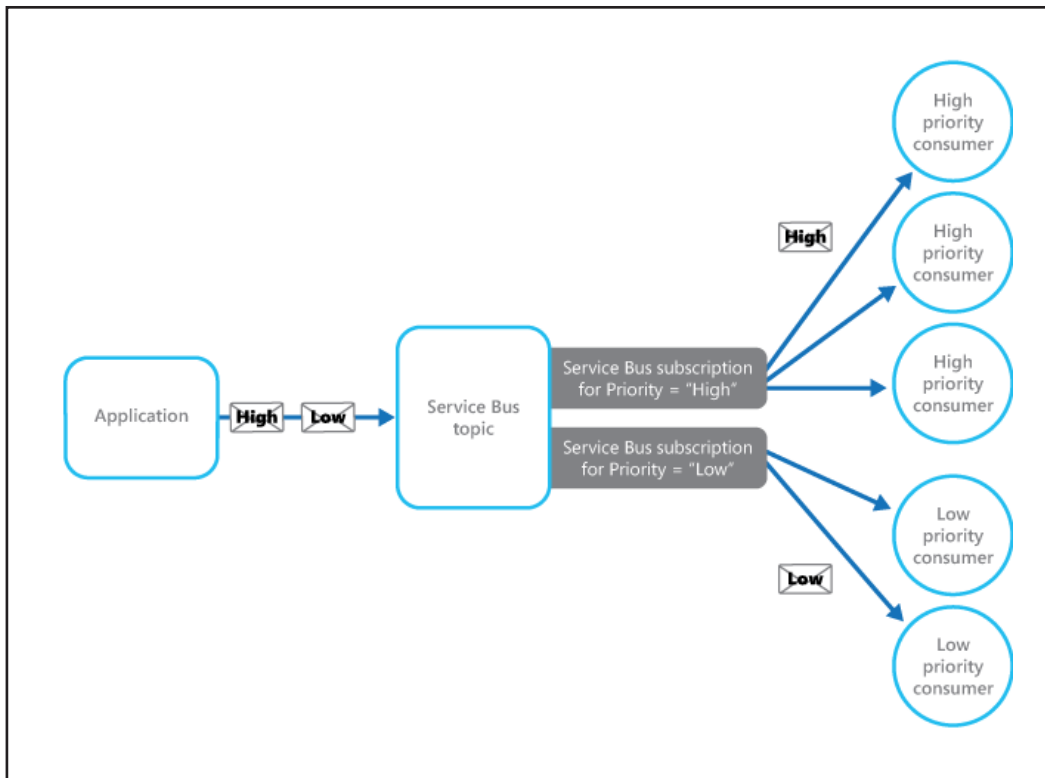 Application
High
Low
Service Bus
topic
Service Bus subscription
for Priority = “High”
Service Bus subscription
for Priority = “Low”
High
Low
High
priority
consumer
High
priority
consumer
High
priority
consumer
Low
priority
consumer
Low
priority
consumer